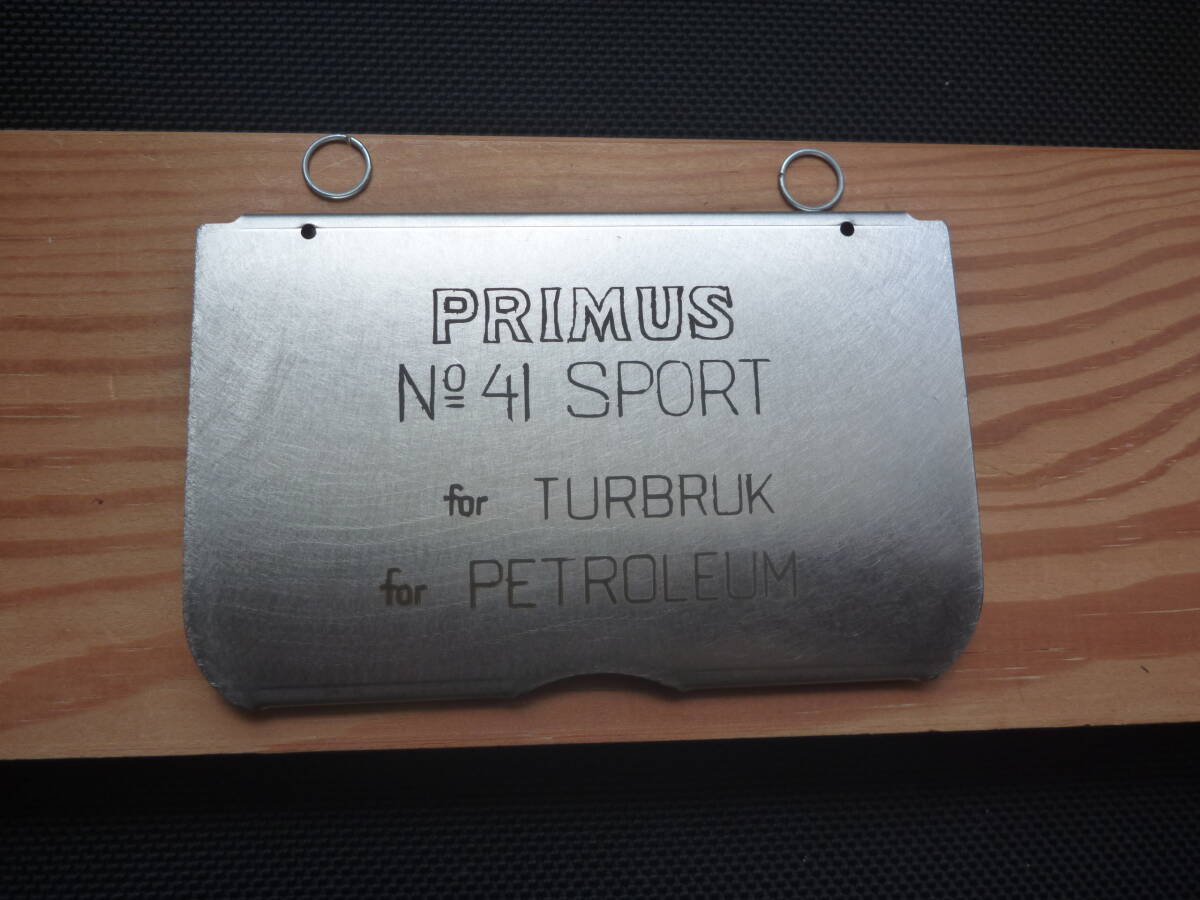 PRIMUS
Nº 41 SPORT
for TURBRUK
for PETROLEUM